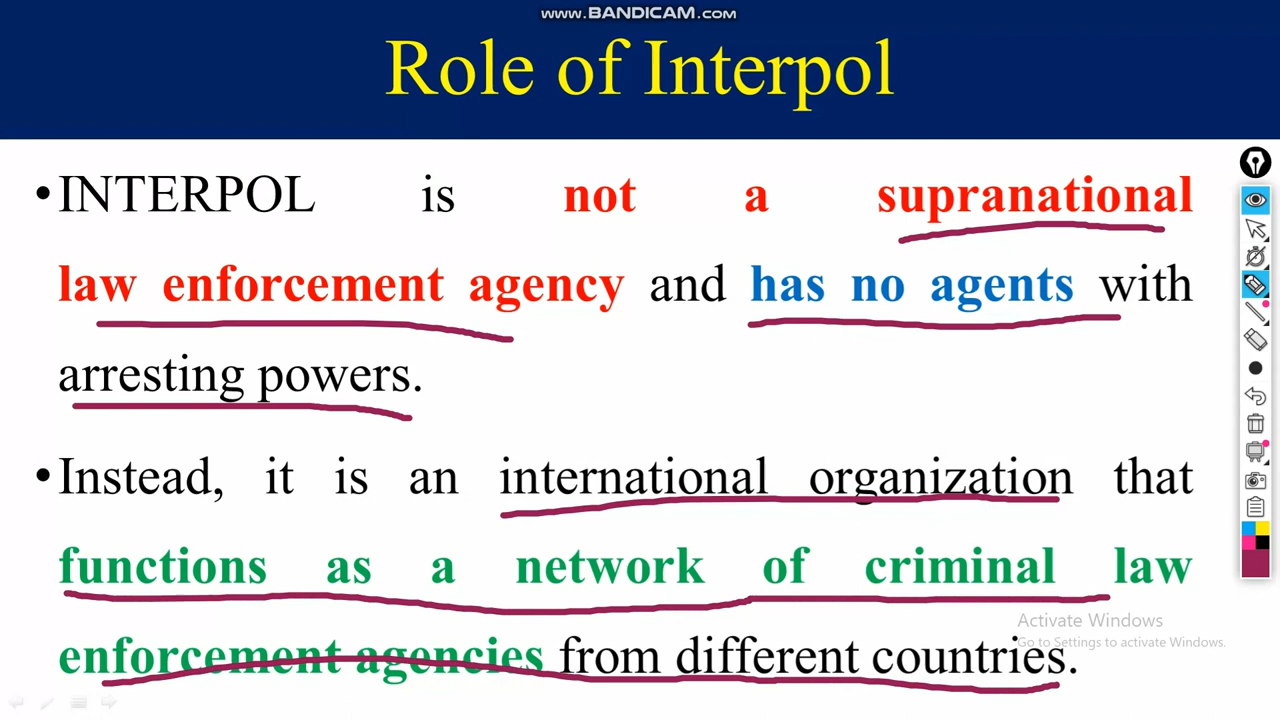 www.BANDICAM.com
Role of Interpol
•INTERPOL is not a supranational
law enforcement agency and has no agents with
arresting powers.
•Instead, it is an international organization that
functions as a network of criminal law
enforcement agencies from different countries.
Activate Windows
Go to Settings to activate Windows.